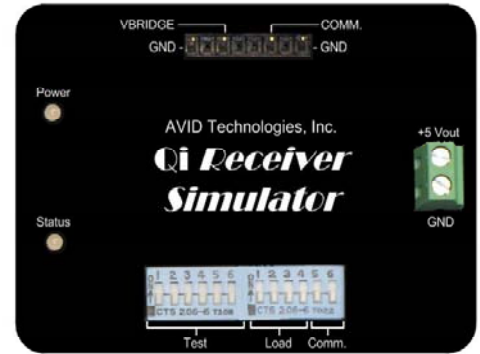 VBRIDGE COMM.
GND - - GND
Power
AVID Technologies, Inc.
+5 Vout
Qi Receiver
Simulator
Status
GND
1 2 3 4 5 6 1 2 3 4 5 6
CTS 206-6 CTS 206-6
Test Load Comm.